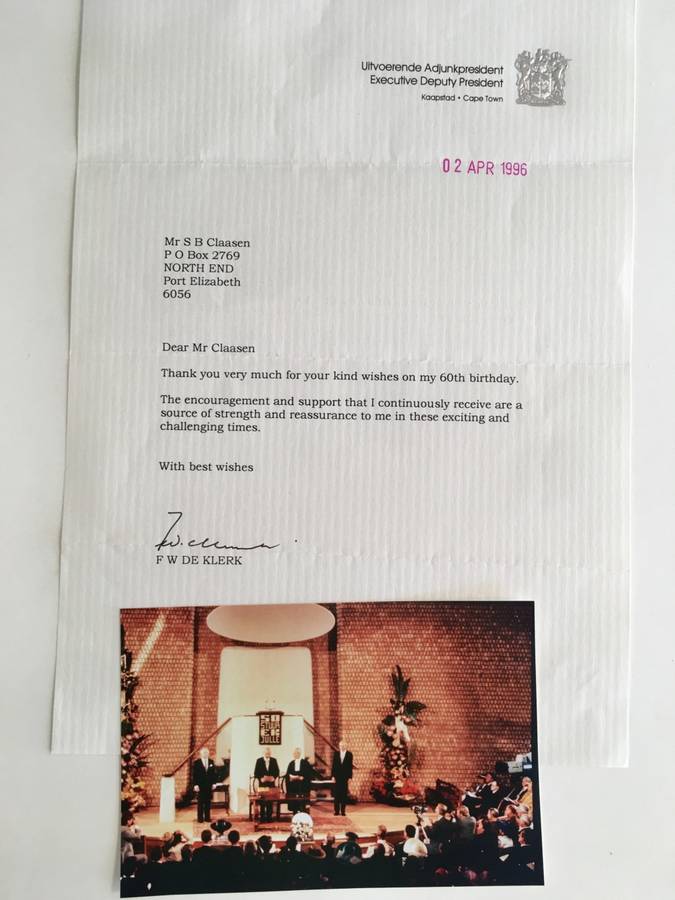 Uitvoerende Adjunkpresident
Executive Deputy President
Kaapstad • Cape Town
02 APR 1996
Mr S B Claasen
P O Box 2769
NORTH END
Port Elizabeth
6056
Dear Mr Claasen
Thank you very much for your kind wishes on my 60th birthday.
The encouragement and support that I continuously receive are a
source of strength and reassurance to me in these exciting and
challenging times.
With best wishes
F W DE KLERK